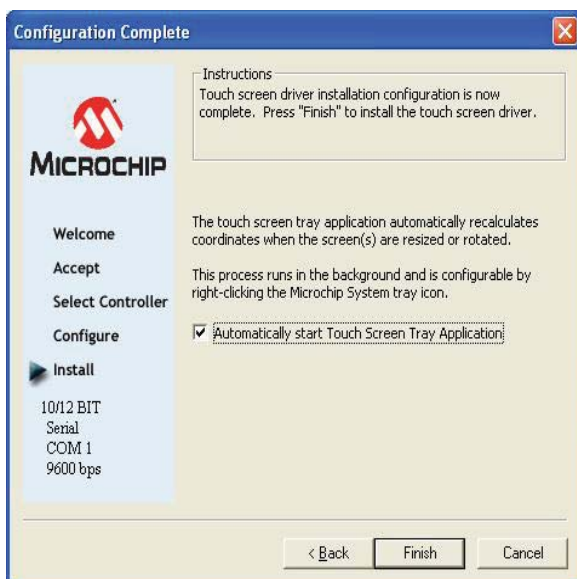 Configuration Complete
Instructions
Touch screen driver installation configuration is now
complete. Press "Finish" to install the touch screen driver.
MICROCHIP
Welcome
Accept
Select Controller
Configure
Install
10/12 BIT
Serial
COM 1
9600 bps
The touch screen tray application automatically recalculates
coordinates when the screen(s) are resized or rotated.
This process runs in the background and is configurable by
right-clicking the Microchip System tray icon.
Automatically start Touch Screen Tray Application
< Back
Finish
Cancel